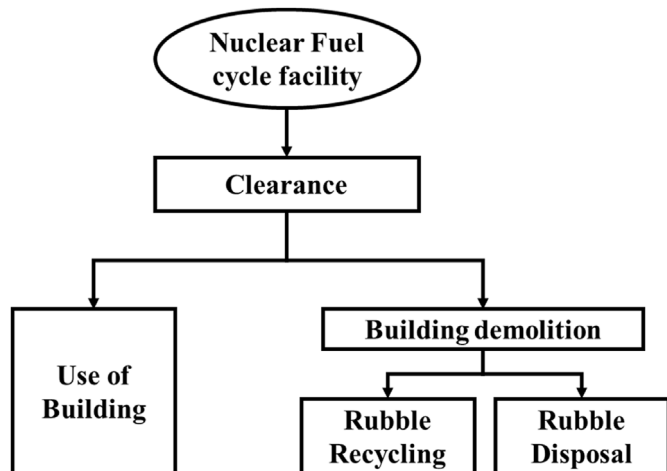 Nuclear Fuel
cycle facility
Clearance
Building demolition
Use of
Building
Rubble
Recycling
Rubble
Disposal